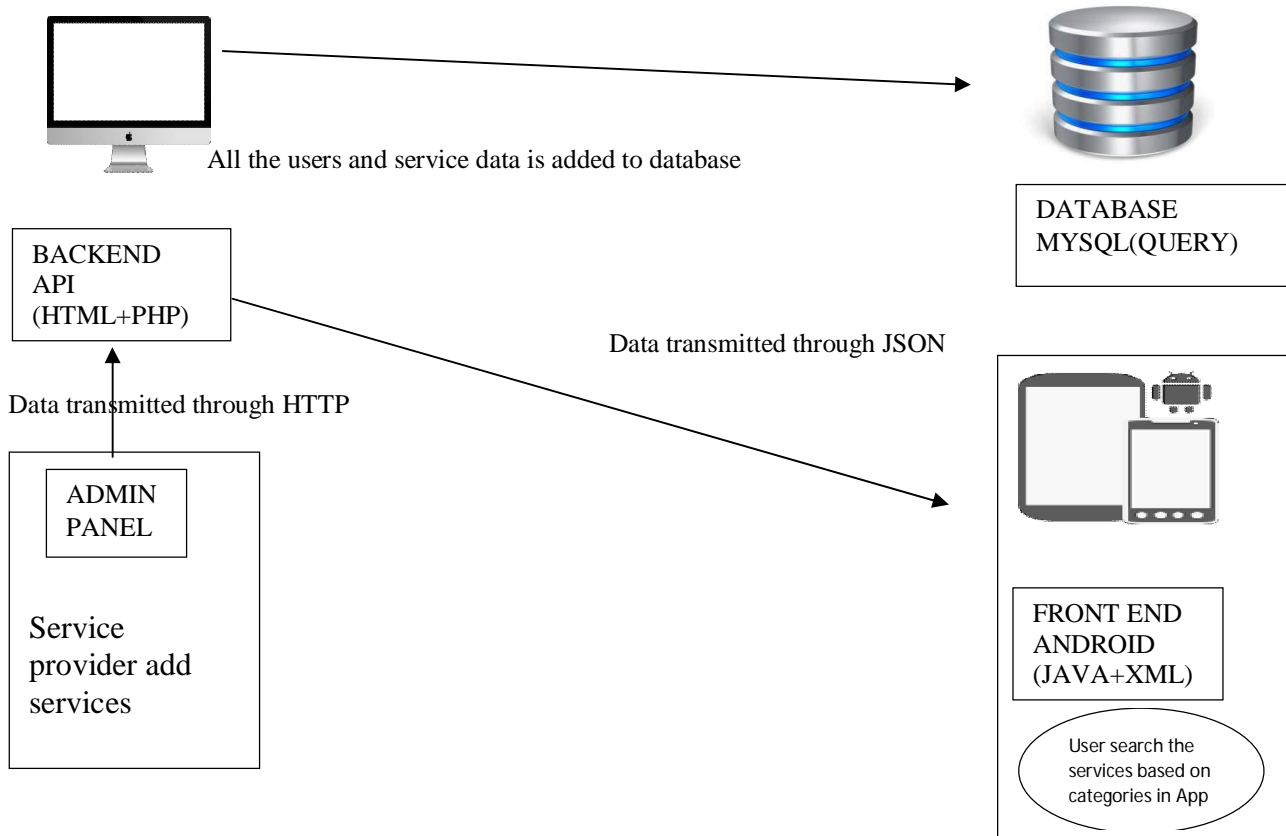 All the users and service data is added to database
DATABASE
MYSQL(QUERY)
BACKEND
API
(HTML+PHP)
Data transmitted through JSON
Data transmitted through HTTP
ADMIN
PANEL
Service
provider add
services
FRONT END
ANDROID
(JAVA+XML)
User search the
services based on
categories in App